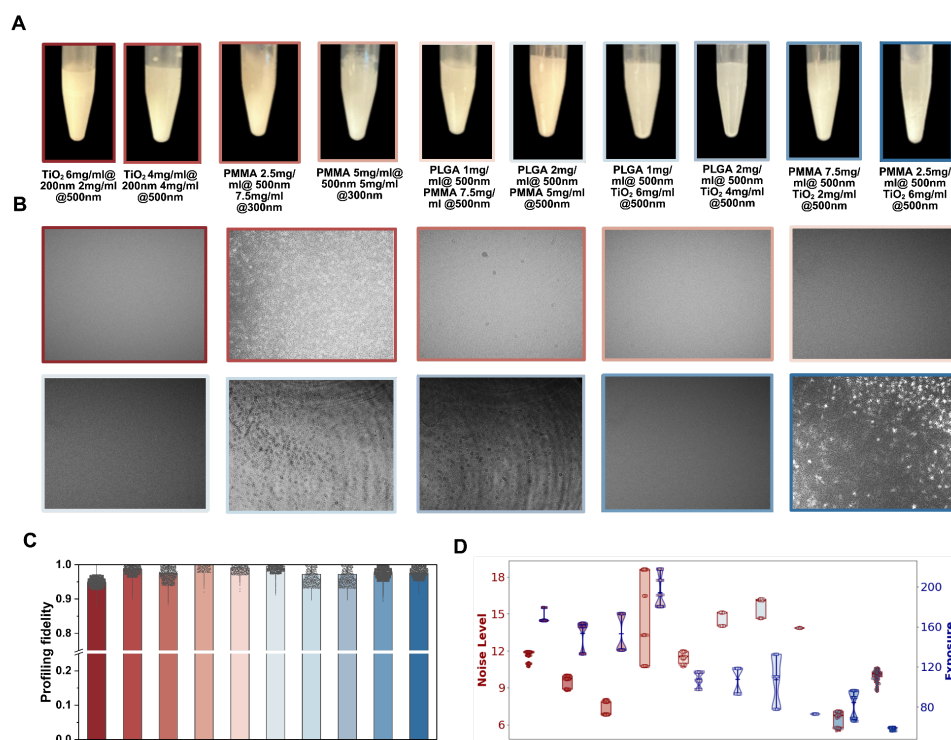 A
TiO₂ 6mg/ml@
200nm 2mg/ml
@500nm
TiO₂ 4mg/ml@
200nm 4mg/ml
@500nm
PMMA 2.5mg/
ml@ 500nm
7.5mg/ml
@300nm
PMMA 5mg/ml@
500nm 5mg/ml
@300nm
PLGA 1mg/
ml@ 500nm
PMMA 7.5mg/
ml @500nm
PLGA 2mg/
ml@ 500nm
PMMA 5mg/ml
@500nm
PLGA 1mg/
ml@ 500nm
TiO₂ 6mg/ml
@500nm
PLGA 2mg/
ml@ 500nm
TiO₂ 4mg/ml
@500nm
PMMA 7.5mg/
ml@ 500nm
TiO₂ 2mg/ml
@500nm
PMMA 2.5mg/
ml@ 500nm
TiO₂ 6mg/ml
@500nm
B
C
Profiling fidelity
1.0
0.9
0.8
0.2
0.1
0.0
D
Noise Level
18
15
12
9
6
200
160
120
80
Exposure